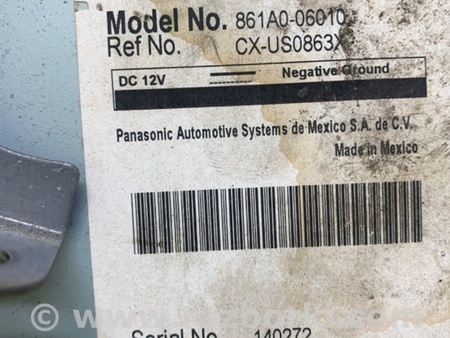 Model No. 861A0-06010
Ref No. CX-US0863X
DC 12V Negative Ground
Panasonic Automotive Systems de Mexico S.A. de C.V.
Made in Mexico
Serial No. 140272
©